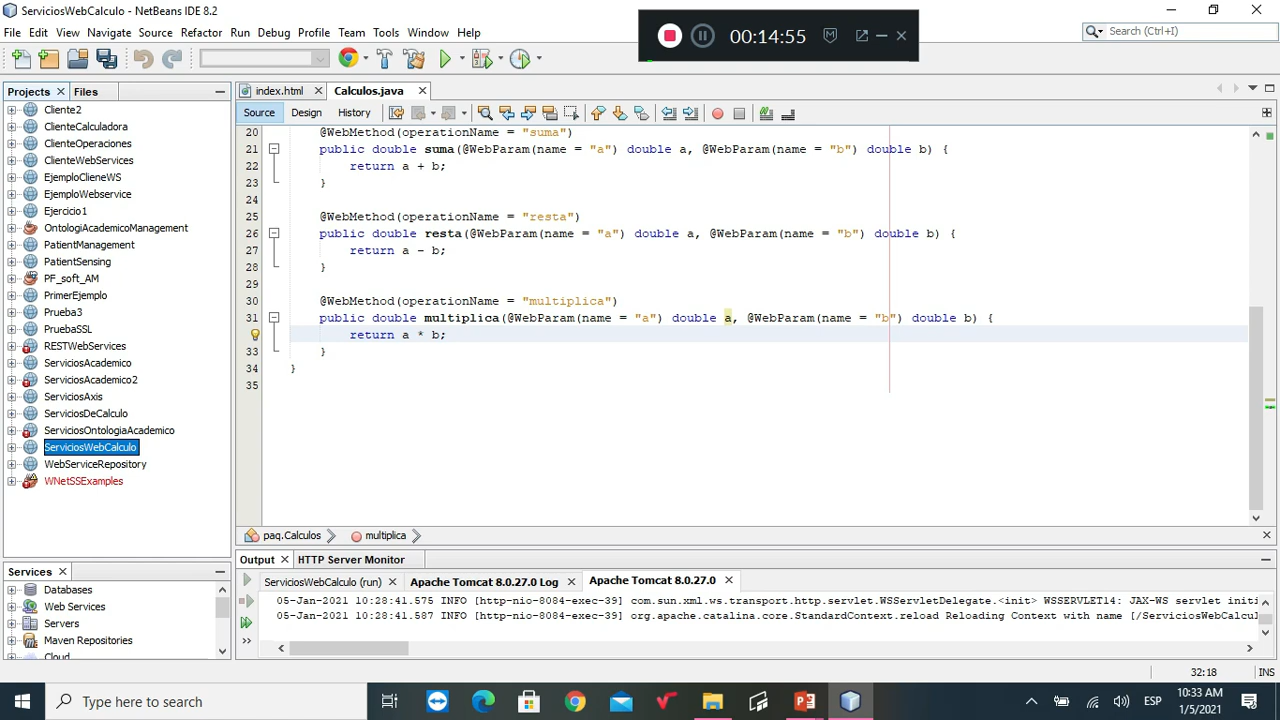 ServiciosWebCalculo - NetBeans IDE 8.2
00:14:55
File Edit View Navigate Source Refactor Run Debug Profile Team Tools Window Help
Search (Ctrl+I)
Projects Files
index.html Calculos.java
Source Design History
Cliente2
ClienteCalculadora
ClienteOperaciones
ClienteWebServices
EjemploClieneWS
EjemploWebservice
Ejercicio1
OntologiAcademicoManagement
PatientManagement
PatientSensing
PF_soft_AM
PrimerEjemplo
Prueba3
PruebaSSL
RESTWebServices
ServiciosAcademico
ServiciosAcademico2
ServiciosAxis
ServiciosDeCalculo
ServiciosOntologiaAcademico
ServiciosWebCalculo
WebServiceRepository
WNetSSExamples
20 @WebMethod(operationName = "suma")
21 public double suma(@WebParam(name = "a") double a, @WebParam(name = "b") double b) {
22 return a + b;
23 }
24
25 @WebMethod(operationName = "resta")
26 public double resta(@WebParam(name = "a") double a, @WebParam(name = "b") double b) {
27 return a - b;
28 }
29
30 @WebMethod(operationName = "multiplica")
31 public double multiplica(@WebParam(name = "a") double a, @WebParam(name = "b") double b) {
return a * b;
33 }
34 }
35
paq.Calculos multiplica
Services
Databases
Web Services
Servers
Maven Repositories
Cloud
Output HTTP Server Monitor
ServiciosWebCalculo (run) Apache Tomcat 8.0.27.0 Log Apache Tomcat 8.0.27.0
05-Jan-2021 10:28:41.575 INFO [http-nio-8084-exec-39] com.sun.xml.ws.transport.http.servlet.WSServletDelegate.<init> WSSERVLET14: JAX-WS servlet initi
05-Jan-2021 10:28:41.587 INFO [http-nio-8084-exec-39] org.apache.catalina.core.StandardContext.reload Reloading Context with name [/ServiciosWebCalcul
32:18 INS
Type here to search
ESP
10:33 AM
1/5/2021